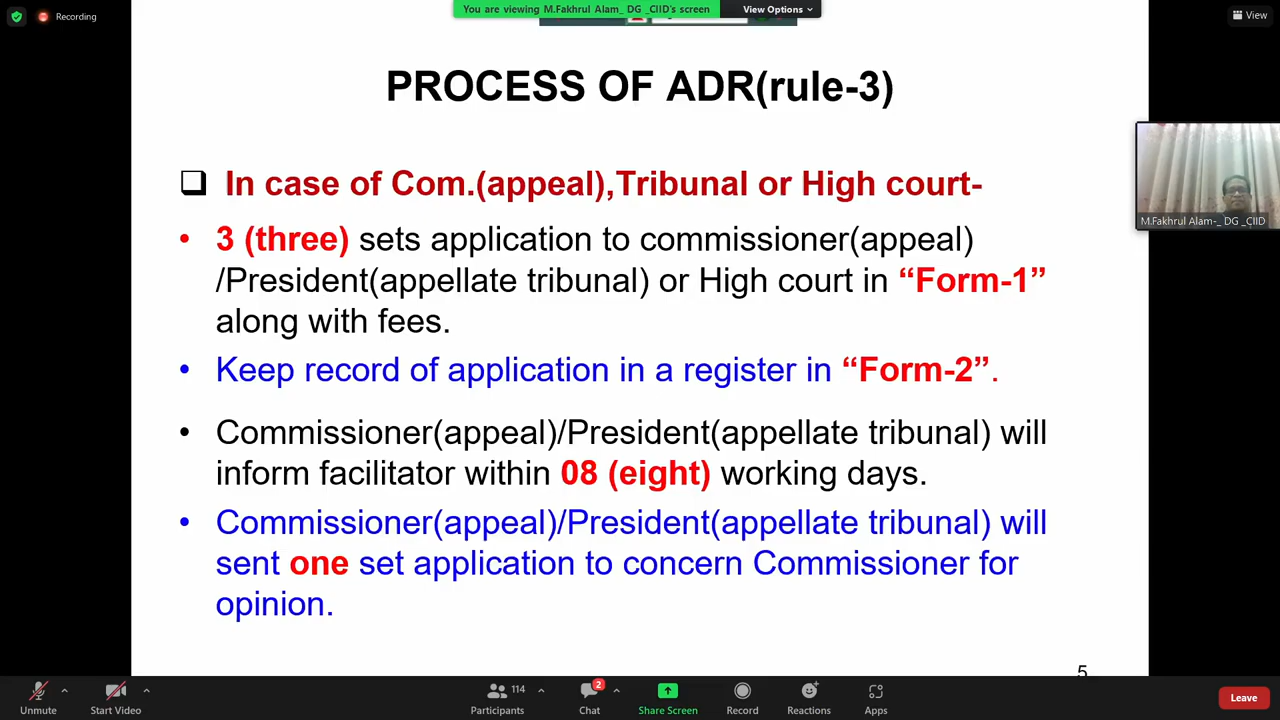 Recording
You are viewing M.Fakhrul Alam_ DG _CIID's screen
View Options
View
PROCESS OF ADR(rule-3)
In case of Com.(appeal),Tribunal or High court-
• 3 (three) sets application to commissioner(appeal)
/President(appellate tribunal) or High court in “Form-1”
along with fees.
• Keep record of application in a register in “Form-2”.
• Commissioner(appeal)/President(appellate tribunal) will
inform facilitator within 08 (eight) working days.
• Commissioner(appeal)/President(appellate tribunal) will
sent one set application to concern Commissioner for
opinion.
5
M.Fakhrul Alam-_ DG _CIID
Unmute
Start Video
114
Participants
2
Chat
Share Screen
Record
Reactions
Apps
Leave